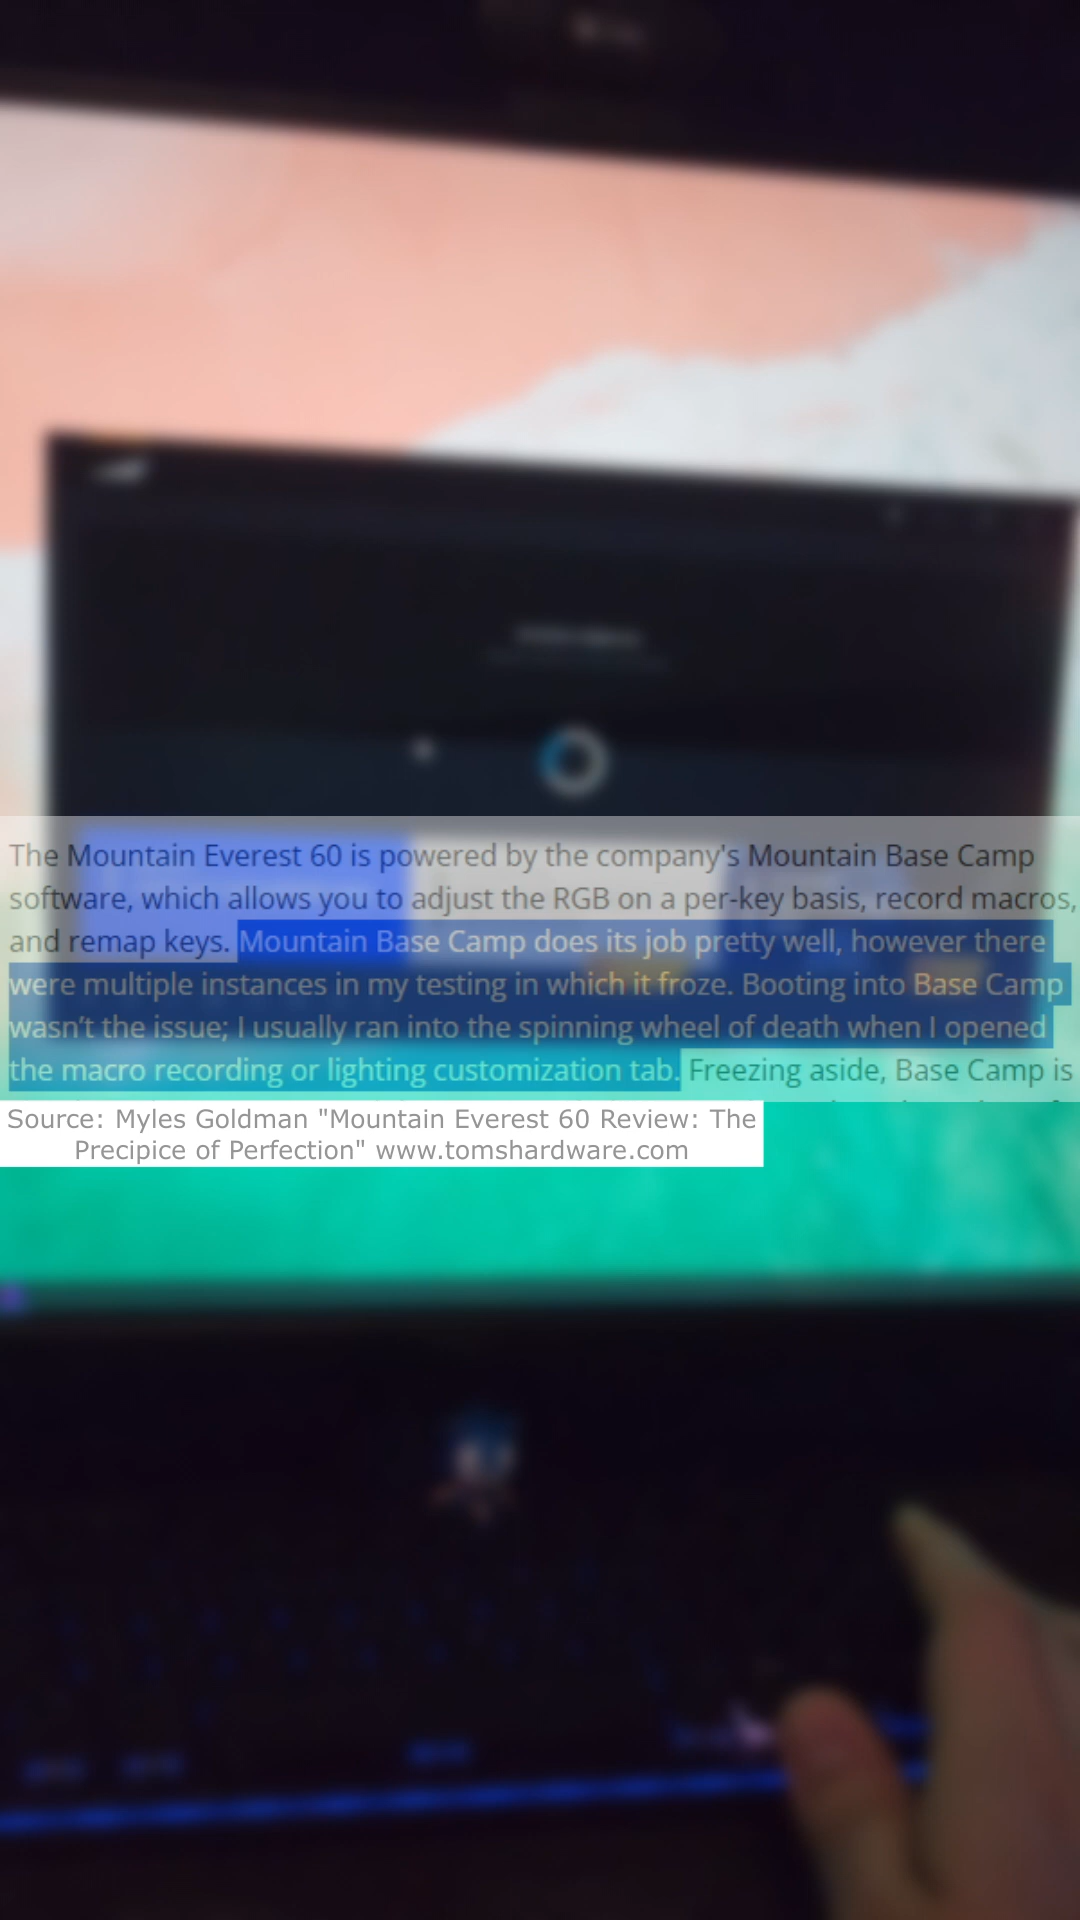 The Mountain Everest 60 is powered by the company's Mountain Base Camp
software, which allows you to adjust the RGB on a per-key basis, record macros,
and remap keys. Mountain Base Camp does its job pretty well, however there
were multiple instances in my testing in which it froze. Booting into Base Camp
wasn’t the issue; I usually ran into the spinning wheel of death when I opened
the macro recording or lighting customization tab. Freezing aside, Base Camp is
Source: Myles Goldman "Mountain Everest 60 Review: The
Precipice of Perfection" www.tomshardware.com